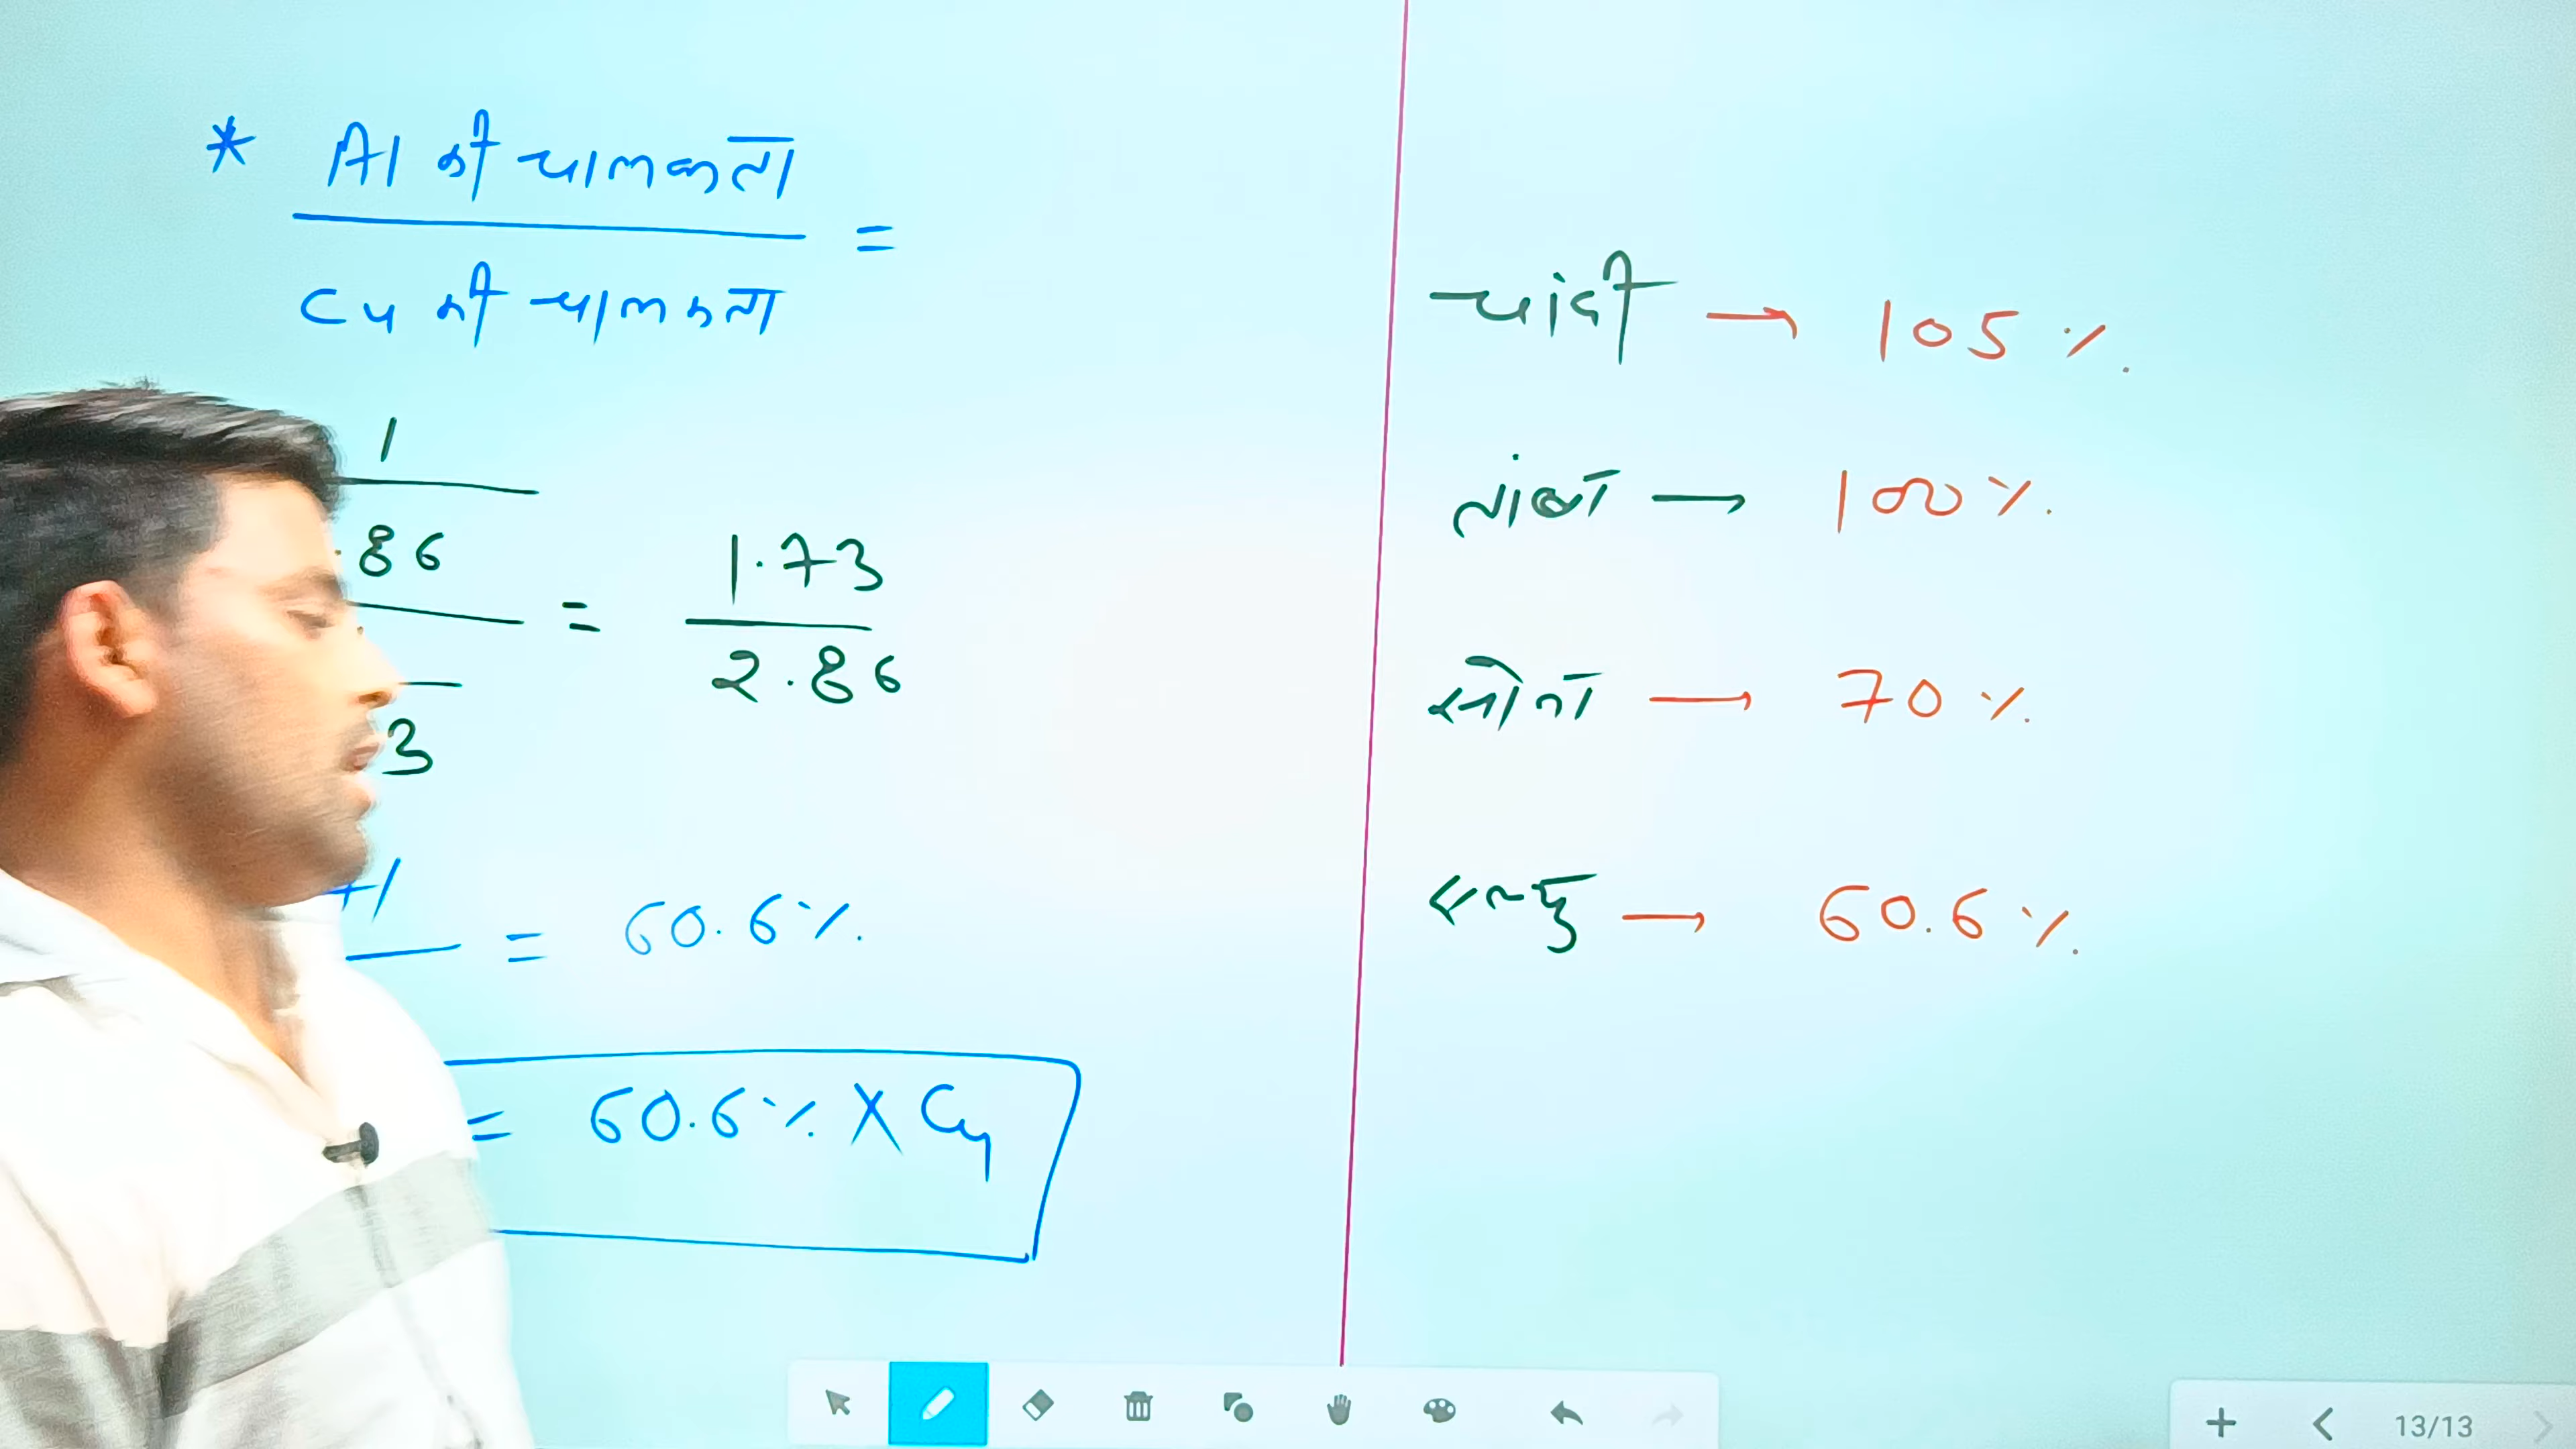 * Al की चालकता
Cu की चालकता
=
1
.86
3
= 1.73
2.86
= 60.6%
= 60.6% X Cu
चांदी → 105%
तांबा → 100%
सोना → 70%
→ 60.6%
13/13